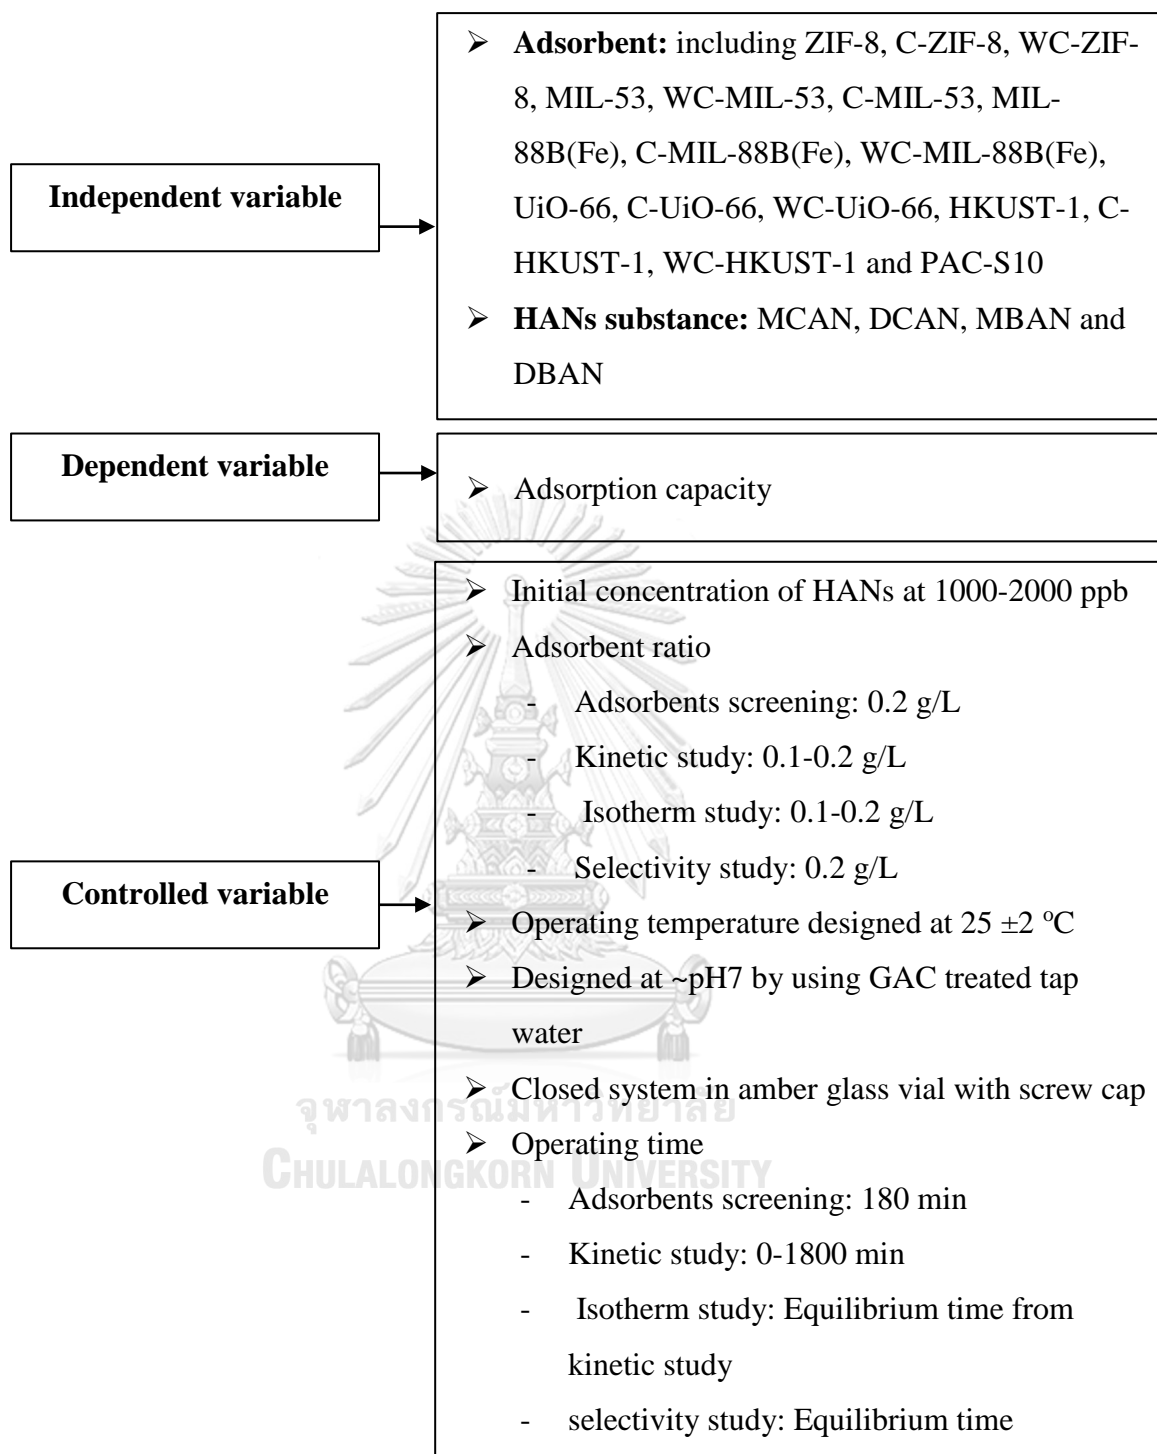 Independent variable
➢ Adsorbent: including ZIF-8, C-ZIF-8, WC-ZIF-
8, MIL-53, WC-MIL-53, C-MIL-53, MIL-
88B(Fe), C-MIL-88B(Fe), WC-MIL-88B(Fe),
UiO-66, C-UiO-66, WC-UiO-66, HKUST-1, C-
HKUST-1, WC-HKUST-1 and PAC-S10
➢ HANs substance: MCAN, DCAN, MBAN and
DBAN
Dependent variable
➢ Adsorption capacity
Controlled variable
➢ Initial concentration of HANs at 1000-2000 ppb
➢ Adsorbent ratio
- Adsorbents screening: 0.2 g/L
- Kinetic study: 0.1-0.2 g/L
- Isotherm study: 0.1-0.2 g/L
- Selectivity study: 0.2 g/L
➢ Operating temperature designed at 25 ±2 ºC
➢ Designed at ~pH7 by using GAC treated tap
water
➢ Closed system in amber glass vial with screw cap
➢ Operating time
- Adsorbents screening: 180 min
- Kinetic study: 0-1800 min
- Isotherm study: Equilibrium time from
kinetic study
- selectivity study: Equilibrium time
จุฬาลงกรณ์มหาวิทยาลัย
CHULALONGKORN UNIVERSITY